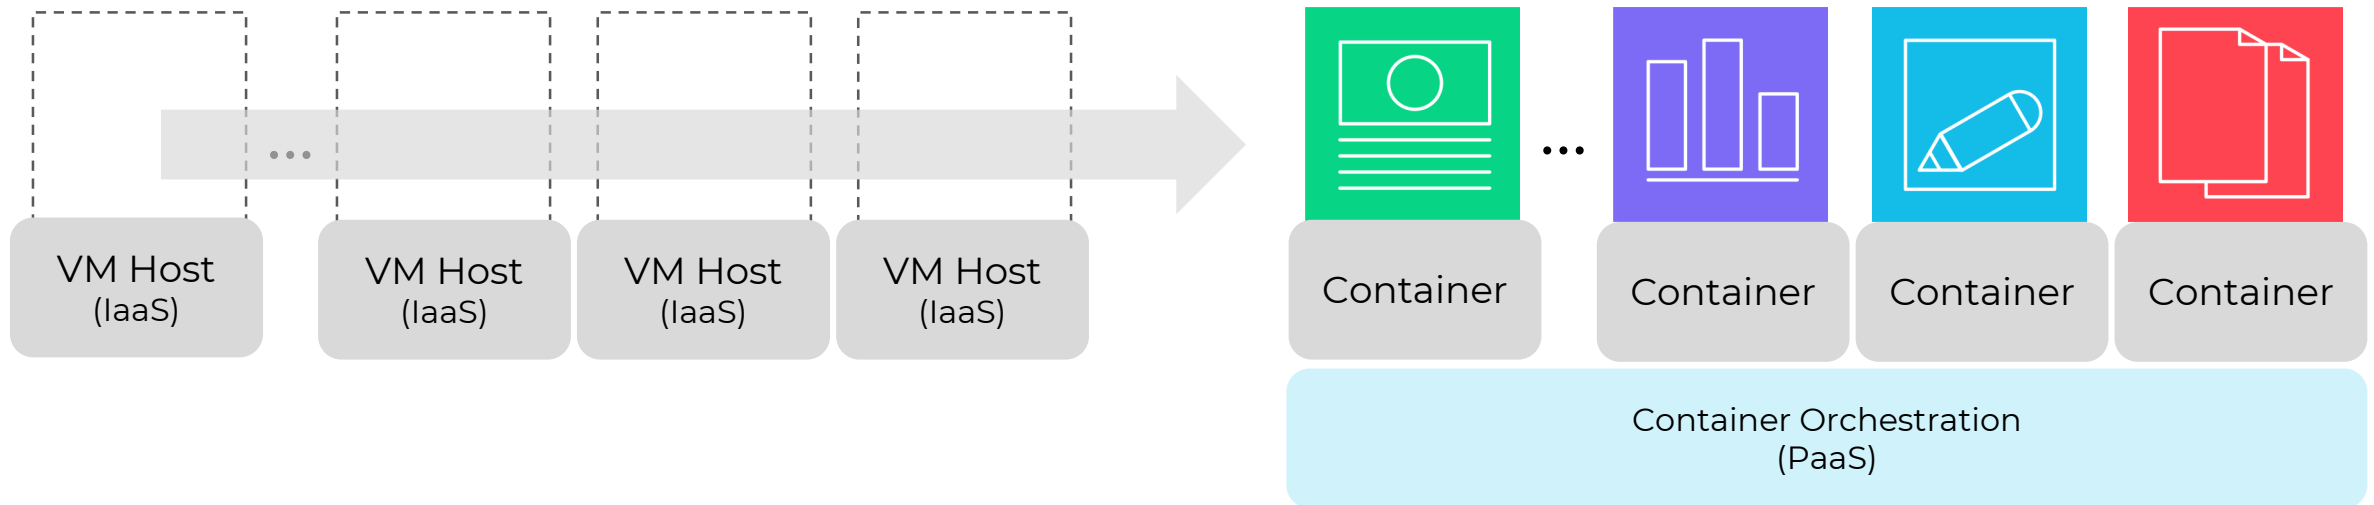 VM Host
(IaaS)
...
VM Host
(IaaS)
VM Host
(IaaS)
VM Host
(IaaS)
Container
...
Container
Container
Container
Container Orchestration
(PaaS)